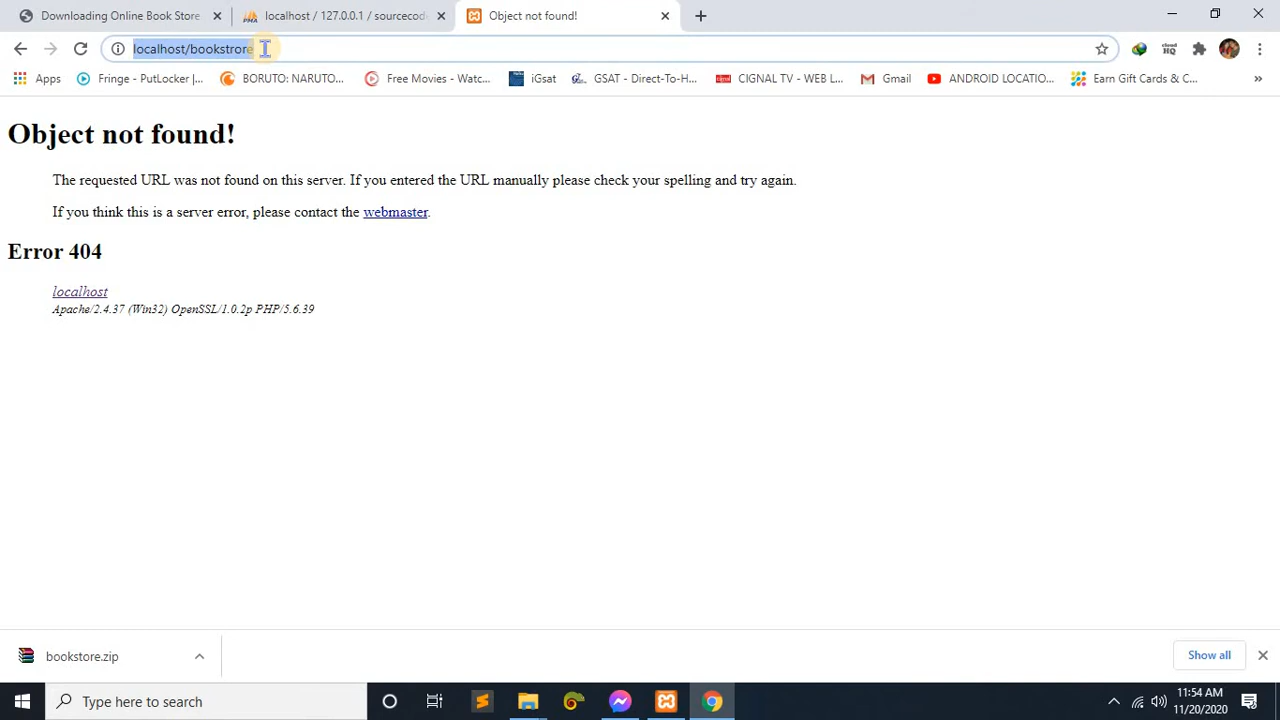 Downloading Online Book Store
localhost / 127.0.0.1 / sourcecod
Object not found!
localhost/bookstrore
Apps
Fringe - PutLocker |...
BORUTO: NARUTO...
Free Movies - Watc...
iGsat
GSAT - Direct-To-H...
CIGNAL TV - WEB L...
Gmail
ANDROID LOCATIO...
Earn Gift Cards & C...
»
Object not found!
The requested URL was not found on this server. If you entered the URL manually please check your spelling and try again.
If you think this is a server error, please contact the webmaster.
Error 404
localhost
Apache/2.4.37 (Win32) OpenSSL/1.0.2p PHP/5.6.39
bookstore.zip
Show all
Type here to search
11:54 AM
11/20/2020